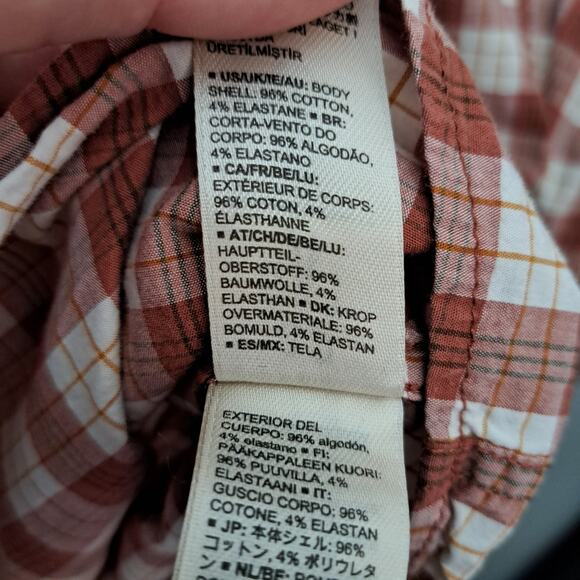 ÜRETİLMİŞTİR
■ US/UK/IE/AU: BODY
SHELL: 96% COTTON,
4% ELASTANE ■ BR:
CORTA-VENTO DO
CORPO: 96% ALGODÃO,
4% ELASTANO
■ CA/FR/BE/LU:
EXTÉRIEUR DE CORPS:
96% COTON, 4%
ÉLASTHANNE
■ AT/CH/DE/BE/LU:
HAUPTTEIL-
OBERSTOFF: 96%
BAUMWOLLE, 4%
ELASTHAN ■ DK: KROP
OVERMATERIALE: 96%
BOMULD, 4% ELASTAN
■ ES/MX: TELA
EXTERIOR DEL
CUERPO: 96% algodón,
4% elastano ■ FI:
PÄÄKAPPALEEN KUORI:
96% PUUVILLA, 4%
ELASTAANI ■ IT:
GUSCIO CORPO: 96%
COTONE, 4% ELASTAN
■ JP: 本体シェル: 96%
コットン, 4% ポリウレタ
ン ■ NL/BE: